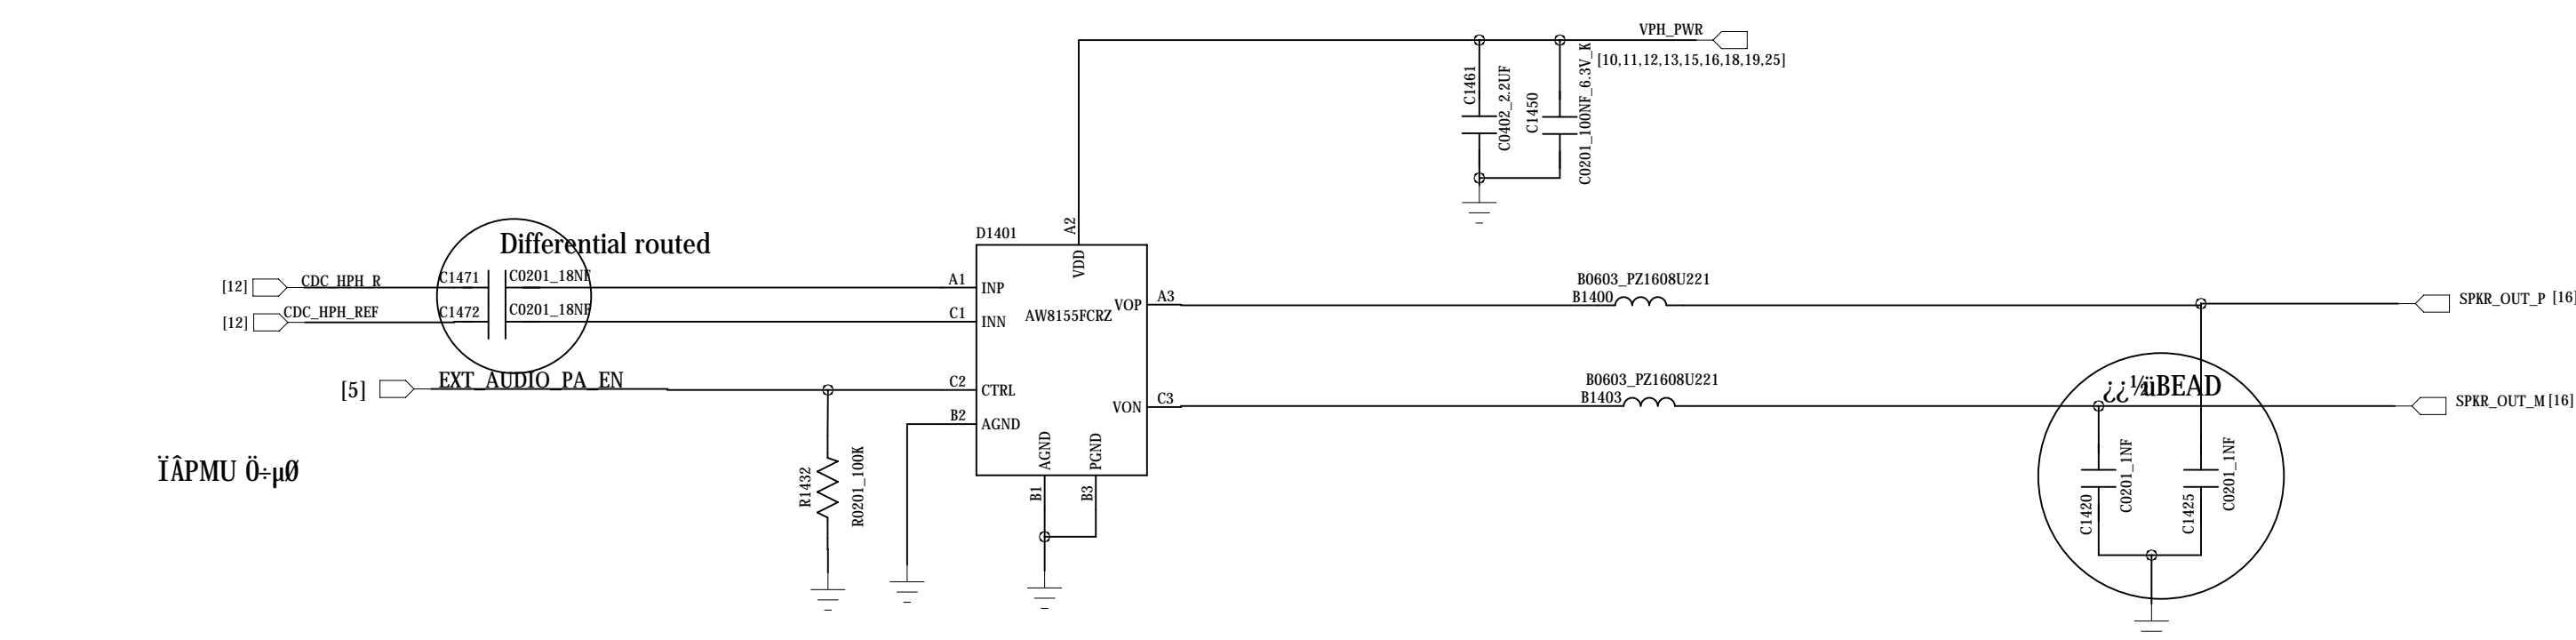 VPH_PWR
[10,11,12,13,15,16,18,19,25]
C1461
C0402_2.2UF
C1450
C0201_100NF_6.3V_K
Differential routed
D1401
A2
VDD
[12] CDC_HPH_R
C1471 C0201_18NF
A1 INP
[12] CDC_HPH_REF
C1472 C0201_18NF
C1 INN
AW8155FCRZ
VOP A3
B0603_PZ1608U221
B1400
SPKR_OUT_P [16]
[5] EXT_AUDIO_PA_EN
C2 CTRL
B2 AGND
VON C3
B0603_PZ1608U221
B1403
SPKR_OUT_M [16]
¿¿½üBEAD
AGND
PGND
B1
B3
ÏÂPMU Ö÷µØ
R1432
R0201_100K
C1420
C0201_1NF
C1425
C0201_1NF